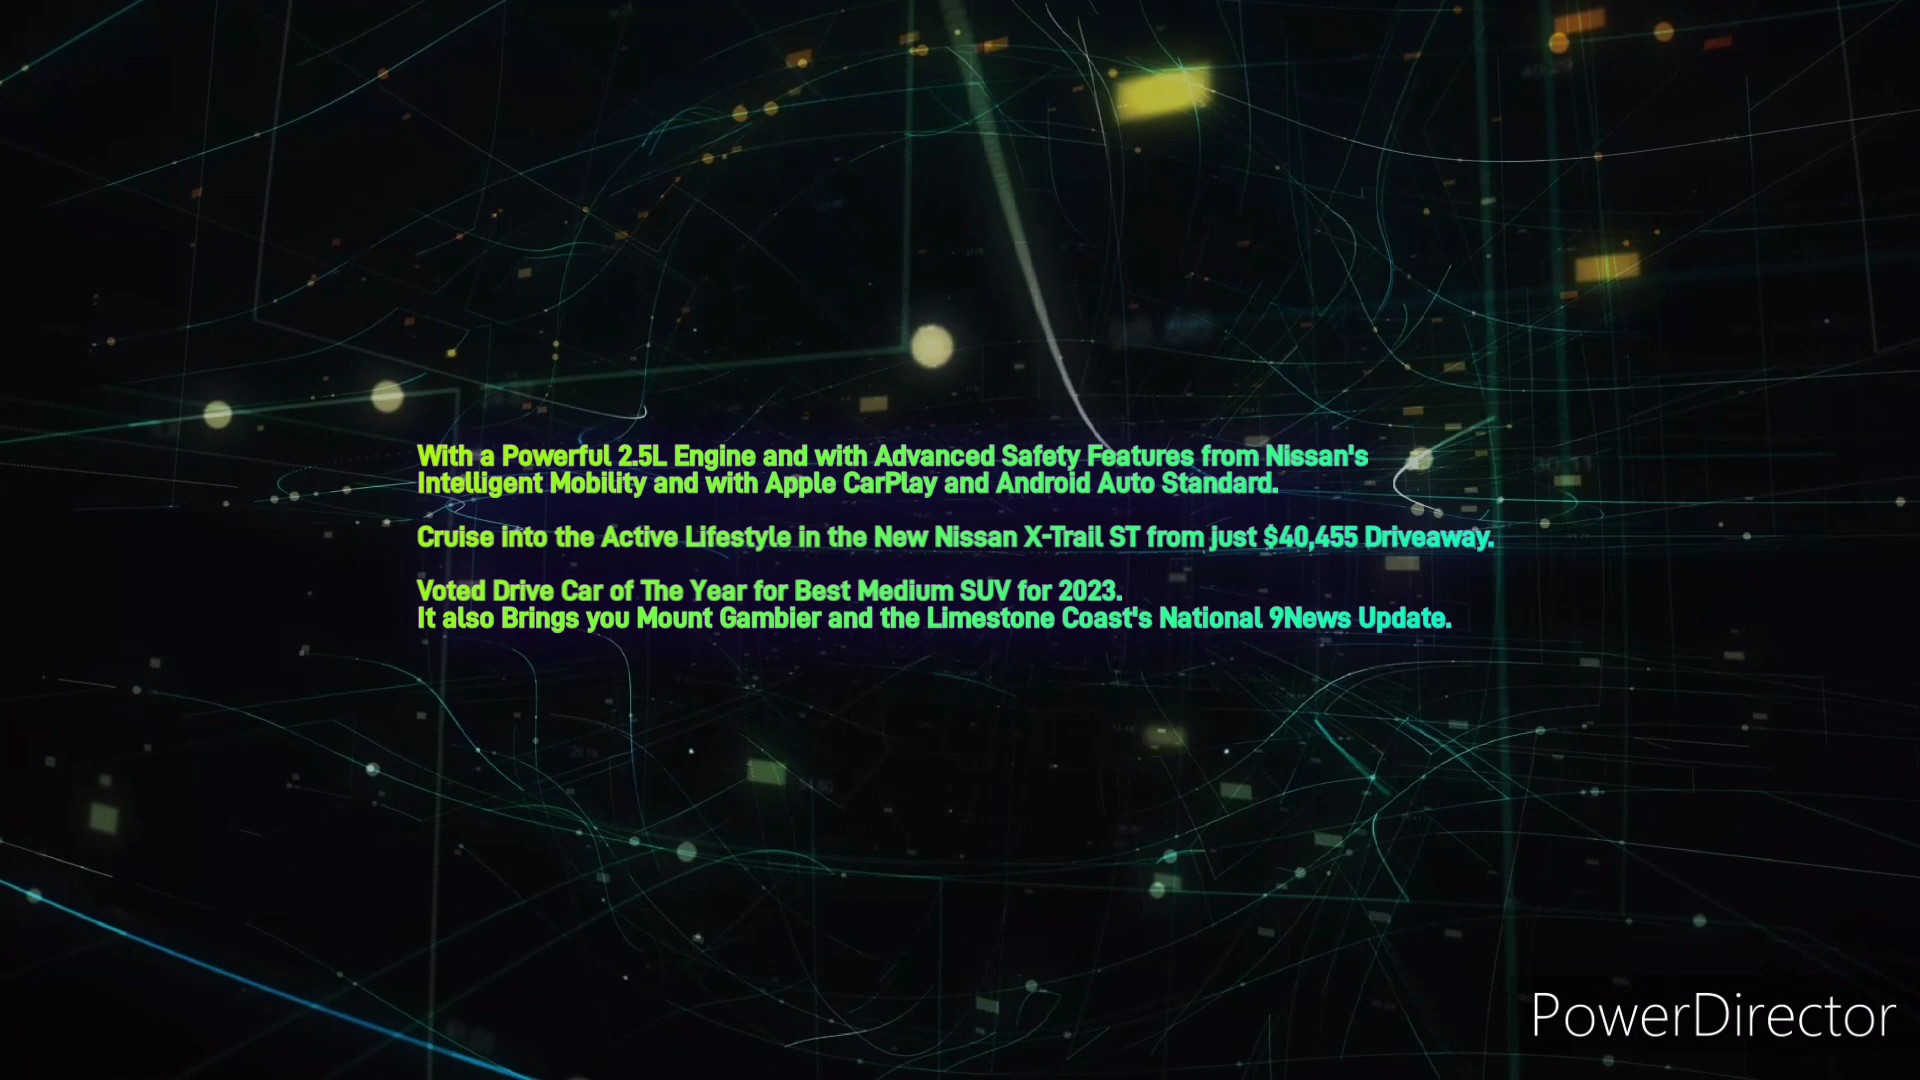 With a Powerful 2.5L Engine and with Advanced Safety Features from Nissan's
Intelligent Mobility and with Apple CarPlay and Android Auto Standard.
Cruise into the Active Lifestyle in the New Nissan X-Trail ST from just $40,455 Driveaway.
Voted Drive Car of The Year for Best Medium SUV for 2023.
It also Brings you Mount Gambier and the Limestone Coast's National 9News Update.
PowerDirector